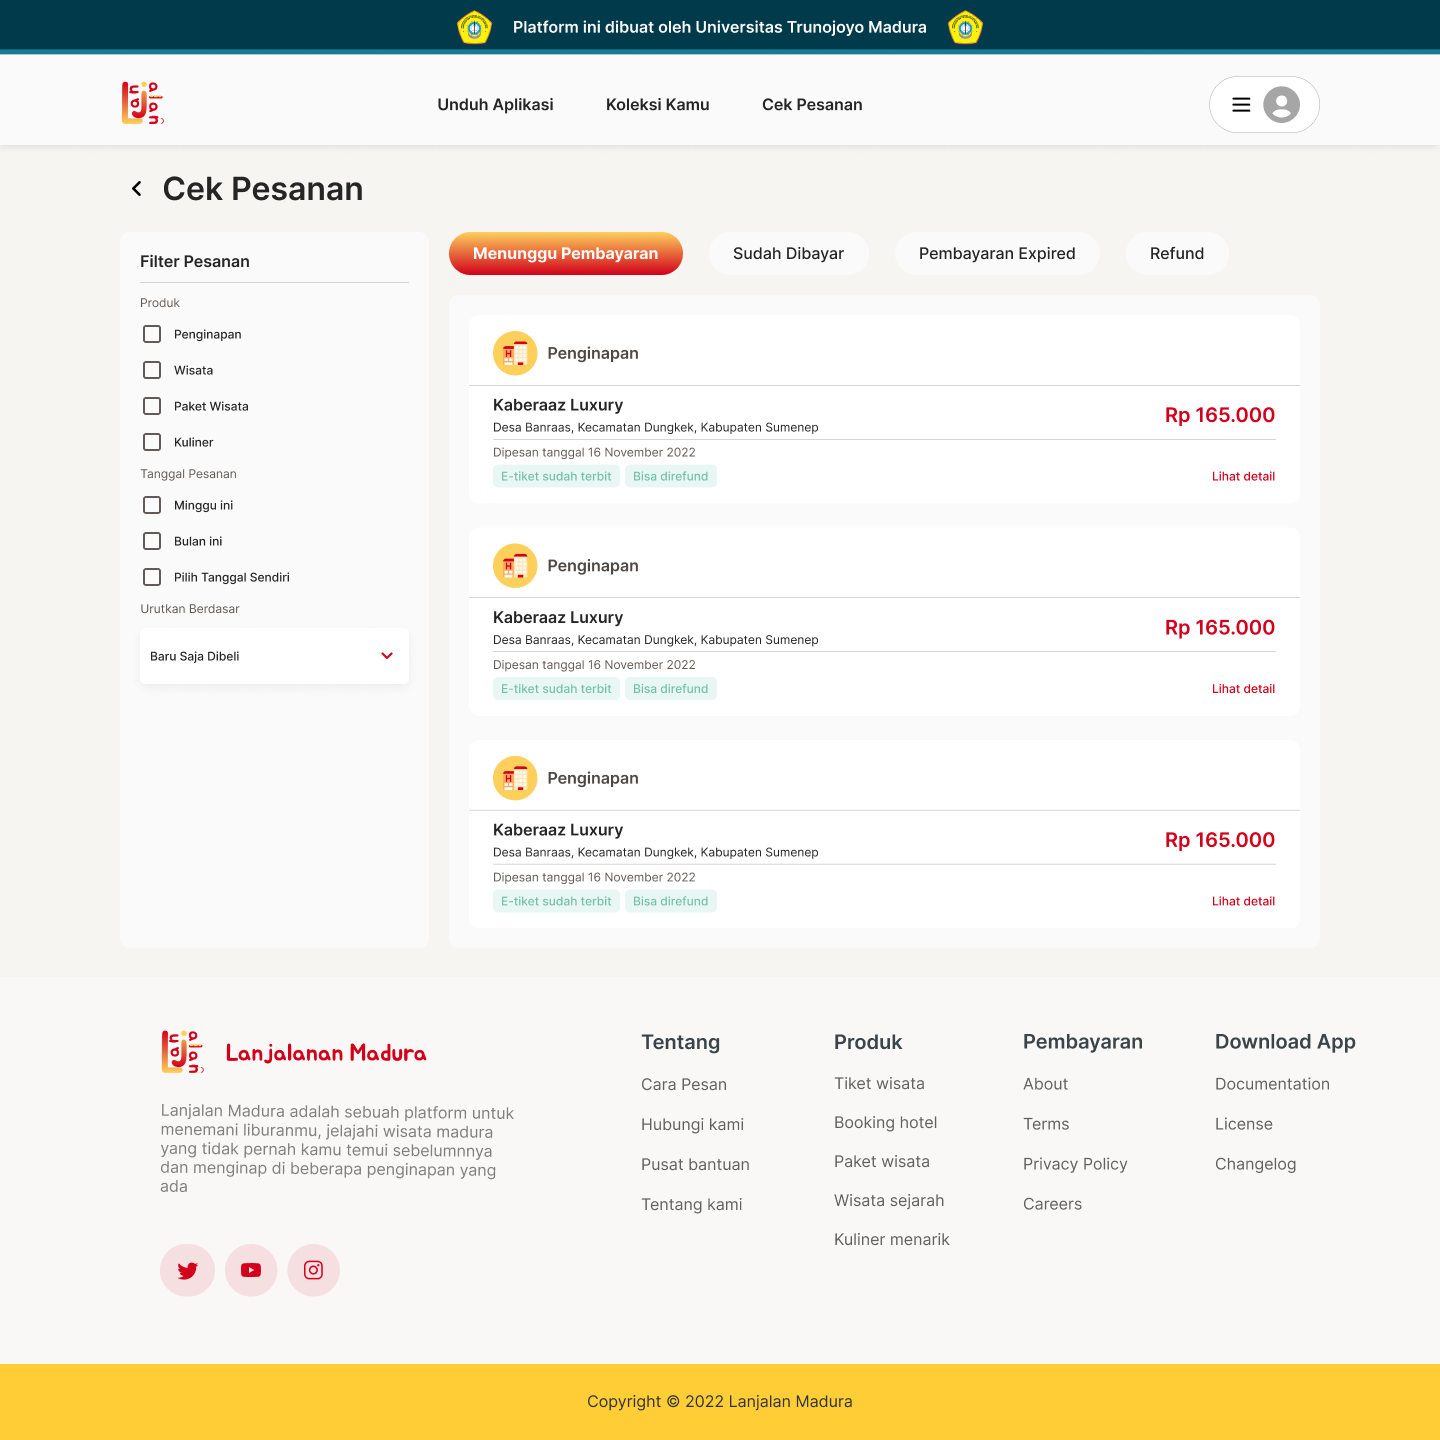 Platform ini dibuat oleh Universitas Trunojoyo Madura
Lanjalan
Unduh Aplikasi
Koleksi Kamu
Cek Pesanan
Cek Pesanan
Filter Pesanan
Produk
Penginapan
Wisata
Paket Wisata
Kuliner
Tanggal Pesanan
Minggu ini
Bulan ini
Pilih Tanggal Sendiri
Urutkan Berdasar
Baru Saja Dibeli
Menunggu Pembayaran
Sudah Dibayar
Pembayaran Expired
Refund
H
Penginapan
Kaberaaz Luxury
Rp 165.000
Desa Banraas, Kecamatan Dungkek, Kabupaten Sumenep
Dipesan tanggal 16 November 2022
E-tiket sudah terbit
Bisa direfund
Lihat detail
H
Penginapan
Kaberaaz Luxury
Rp 165.000
Desa Banraas, Kecamatan Dungkek, Kabupaten Sumenep
Dipesan tanggal 16 November 2022
E-tiket sudah terbit
Bisa direfund
Lihat detail
H
Penginapan
Kaberaaz Luxury
Rp 165.000
Desa Banraas, Kecamatan Dungkek, Kabupaten Sumenep
Dipesan tanggal 16 November 2022
E-tiket sudah terbit
Bisa direfund
Lihat detail
Lanjalan
Lanjalanan Madura
Lanjalan Madura adalah sebuah platform untuk
menemani liburanmu, jelajahi wisata madura
yang tidak pernah kamu temui sebelumnnya
dan menginap di beberapa penginapan yang
ada
Tentang
Cara Pesan
Hubungi kami
Pusat bantuan
Tentang kami
Produk
Tiket wisata
Booking hotel
Paket wisata
Wisata sejarah
Kuliner menarik
Pembayaran
About
Terms
Privacy Policy
Careers
Download App
Documentation
License
Changelog
Copyright © 2022 Lanjalan Madura